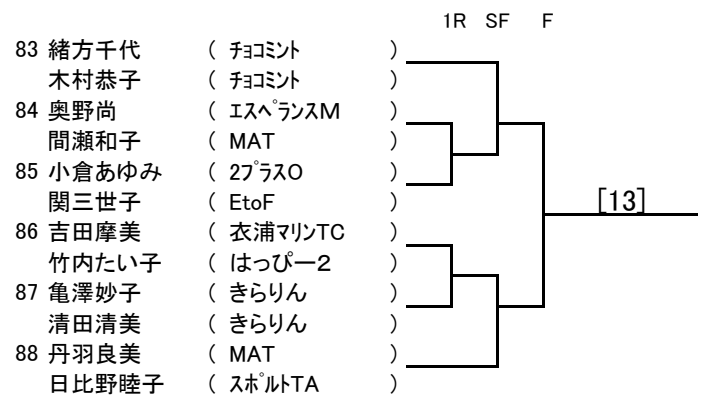 1R SF F
83 緒方千代 ( チョコミント )
木村恭子 ( チョコミント )
84 奥野尚 ( エスペランスM )
間瀬和子 ( MAT )
85 小倉あゆみ ( 2プラスO )
関三世子 ( EtoF )
[13]
86 吉田摩美 ( 衣浦マリンTC )
竹内たい子 ( はっぴー2 )
87 亀澤妙子 ( きらりん )
清田清美 ( きらりん )
88 丹羽良美 ( MAT )
日比野睦子 ( スポルトTA )